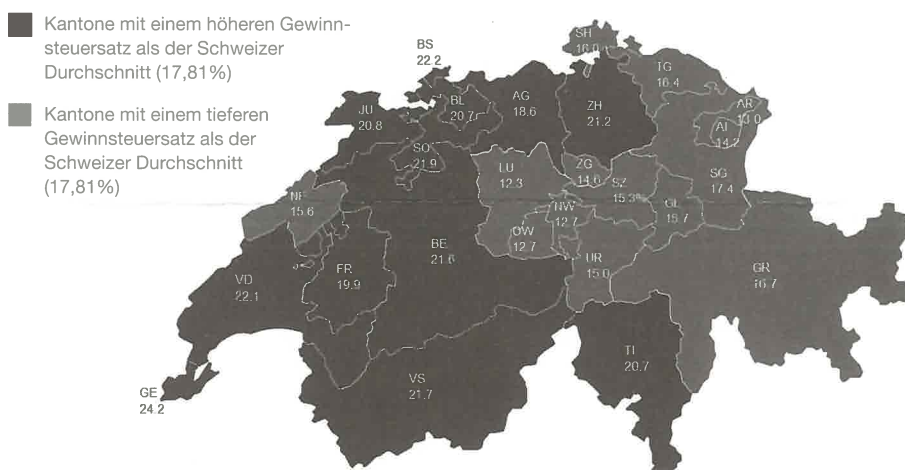 Kantone mit einem höheren Gewinn-
steuersatz als der Schweizer
Durchschnitt (17,81%)
Kantone mit einem tieferen
Gewinnsteuersatz als der
Schweizer Durchschnitt
(17,81%)
BS
22.2
SH
16.0
TG
16.4
JU
20.8
BL
20.7
AG
18.6
ZH
21.2
AR
13.0
AI
14.2
SO
21.9
LU
12.3
ZG
14.6
SZ
15.3
SG
17.4
NE
15.6
NW
12.7
GL
15.7
OW
12.7
BE
21.6
UR
15.0
GR
16.7
VD
22.1
FR
19.9
TI
20.7
VS
21.7
GE
24.2